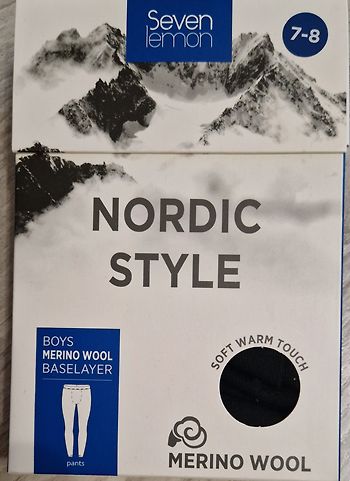 Seven
lemon
7-8
NORDIC
STYLE
BOYS
MERINO WOOL
BASELAYER
pants
SOFT WARM TOUCH
MERINO WOOL